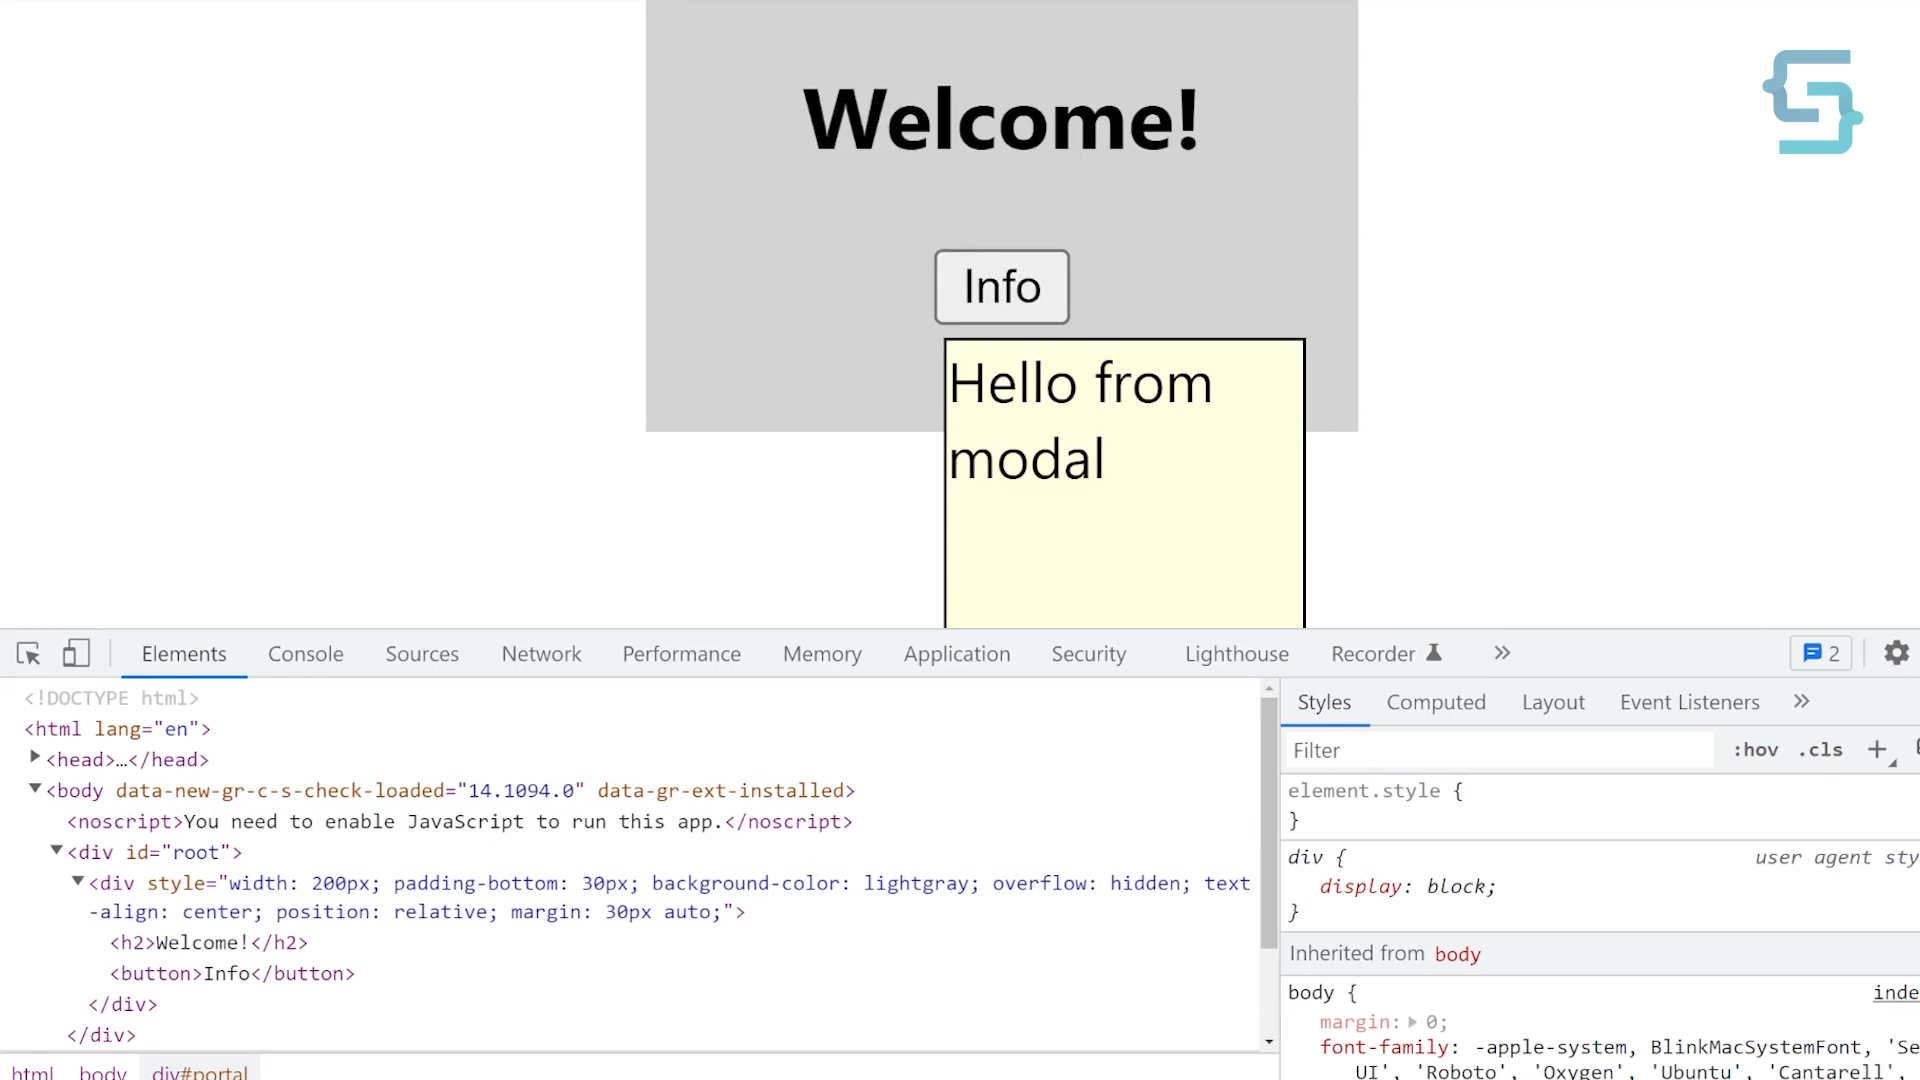 Welcome!
Info
Hello from
modal
Elements Console Sources Network Performance Memory Application Security Lighthouse Recorder 2
<!DOCTYPE html>
<html lang="en">
<head>…</head>
<body data-new-gr-c-s-check-loaded="14.1094.0" data-gr-ext-installed>
<noscript>You need to enable JavaScript to run this app.</noscript>
<div id="root">
<div style="width: 200px; padding-bottom: 30px; background-color: lightgray; overflow: hidden; text
-align: center; position: relative; margin: 30px auto;">
<h2>Welcome!</h2>
<button>Info</button>
</div>
</div>
html body div#portal
Styles Computed Layout Event Listeners
Filter :hov .cls +
element.style {
}
div { user agent sty
display: block;
}
Inherited from body
body { inde
margin: 0;
font-family: -apple-system, BlinkMacSystemFont, 'Se
UI', 'Roboto', 'Oxygen', 'Ubuntu', 'Cantarell',